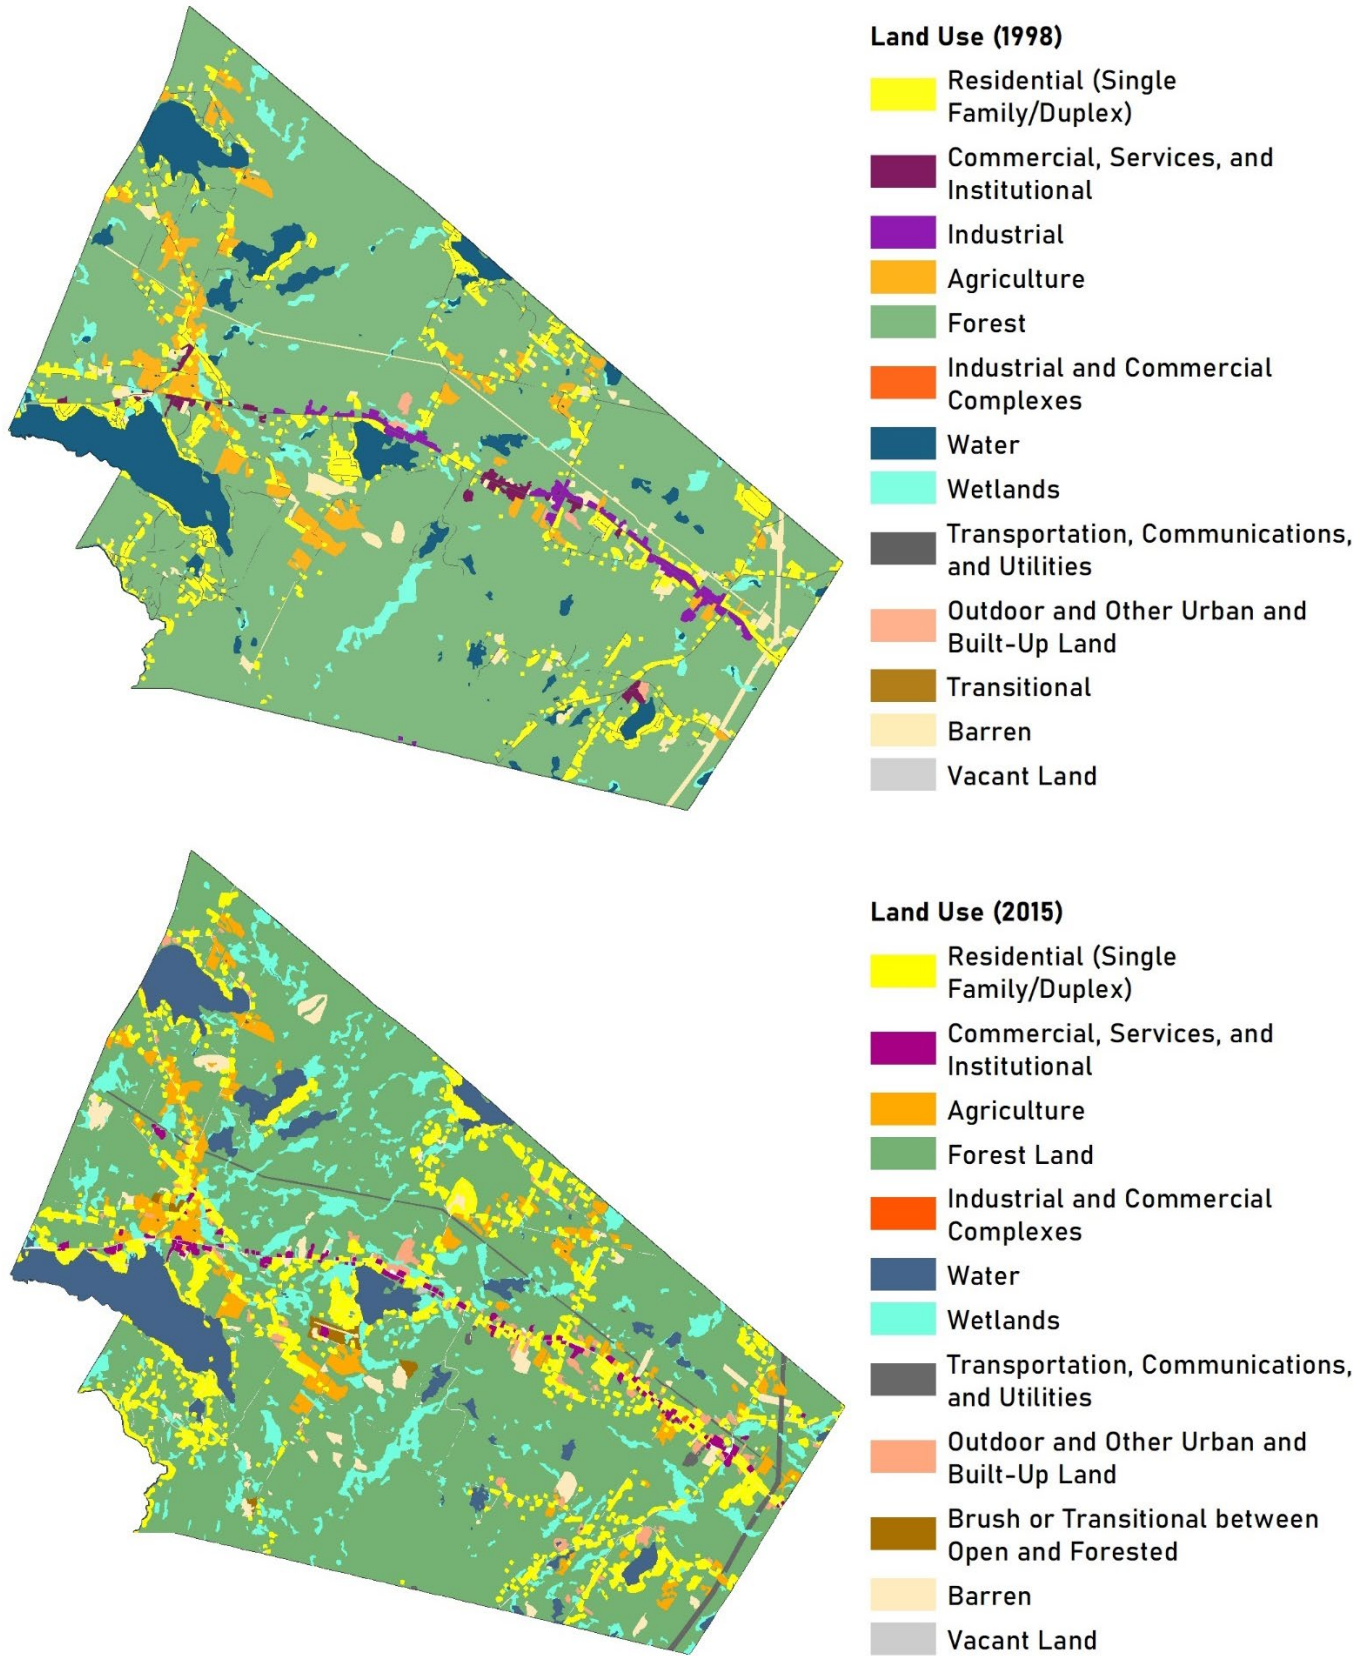 Land Use (1998)
Residential (Single
Family/Duplex)
Commercial, Services, and
Institutional
Industrial
Agriculture
Forest
Industrial and Commercial
Complexes
Water
Wetlands
Transportation, Communications,
and Utilities
Outdoor and Other Urban and
Built-Up Land
Transitional
Barren
Vacant Land
Land Use (2015)
Residential (Single
Family/Duplex)
Commercial, Services, and
Institutional
Agriculture
Forest Land
Industrial and Commercial
Complexes
Water
Wetlands
Transportation, Communications,
and Utilities
Outdoor and Other Urban and
Built-Up Land
Brush or Transitional between
Open and Forested
Barren
Vacant Land